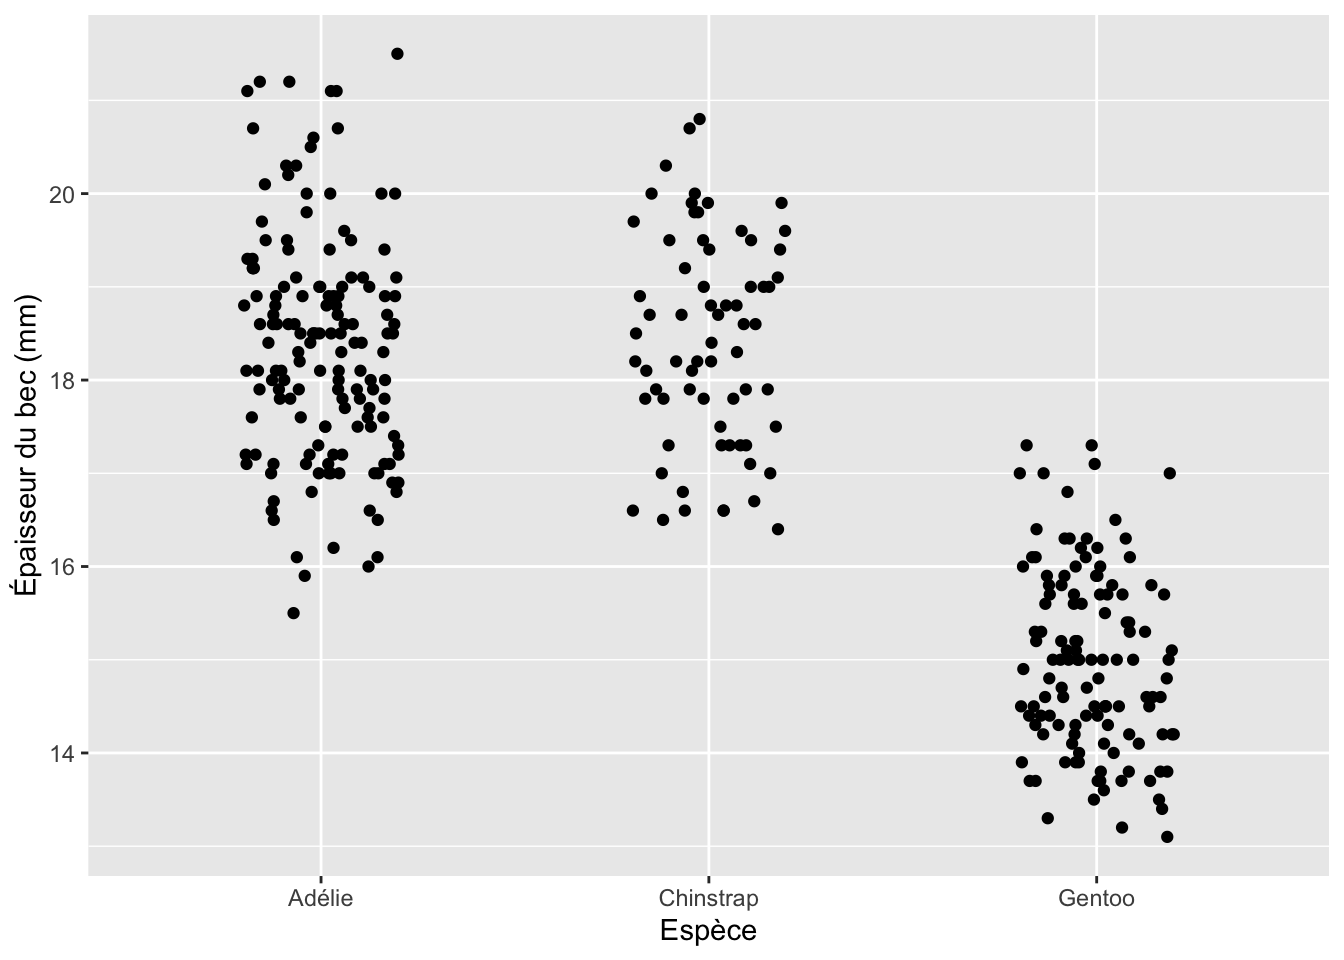 Épaisseur du bec (mm)
20
18
16
14
Adélie
Chinstrap
Gentoo
Espèce